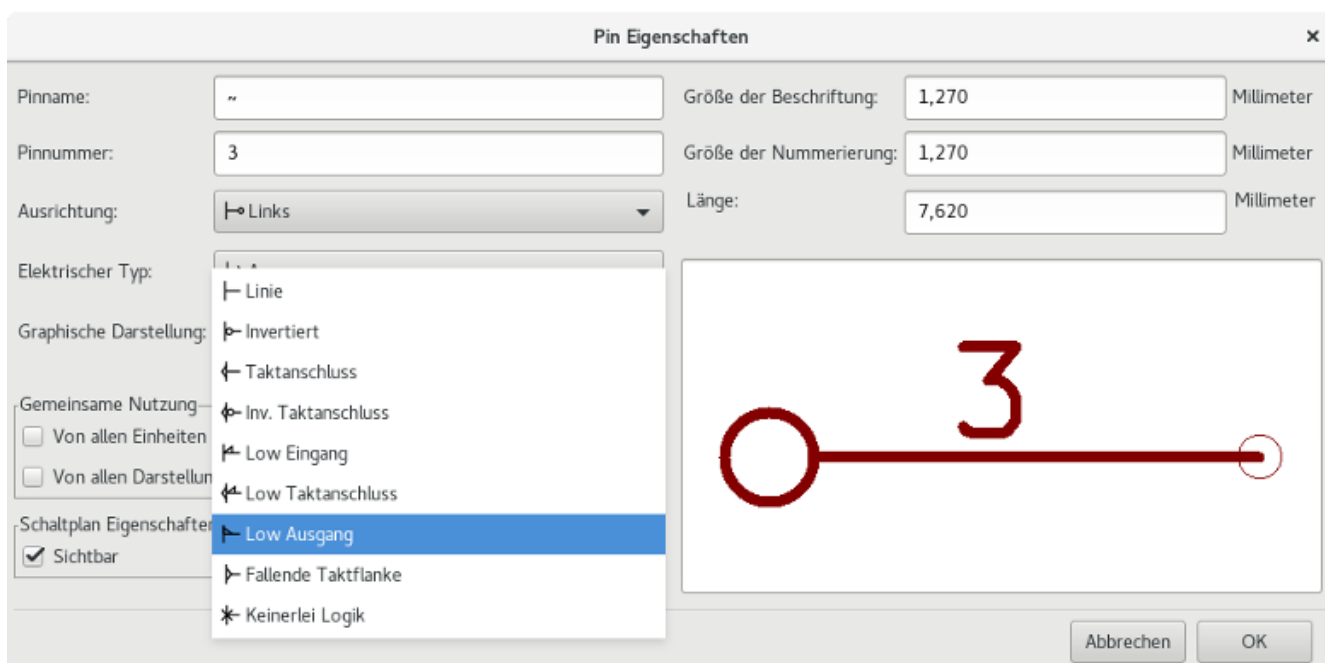 Pin Eigenschaften
Pinname: ~ Größe der Beschriftung: 1,270 Millimeter
Pinnummer: 3 Größe der Nummerierung: 1,270 Millimeter
Ausrichtung: Links Länge: 7,620 Millimeter
Elektrischer Typ:
Linie
Graphische Darstellung: Invertiert
Taktanschluss
Gemeinsame Nutzung
Inv. Taktanschluss
Von allen Einheiten
Low Eingang
Von allen Darstellun
Low Taktanschluss
Schaltplan Eigenschafte
Low Ausgang
Sichtbar
Fallende Taktflanke
Keinerlei Logik
3
Abbrechen OK